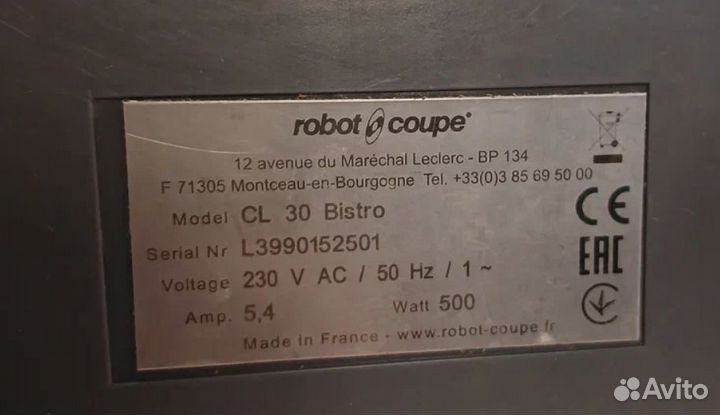 robot coupe®
12 avenue du Maréchal Leclerc - BP 134
F 71305 Montceau-en-Bourgogne Tel. +33(0)3 85 69 50 00
Model CL 30 Bistro
Serial Nr L3990152501
Voltage 230 V AC / 50 Hz / 1 ~
Amp. 5,4 Watt 500
Made in France - www.robot-coupe.fr
CE
EAC
Avito